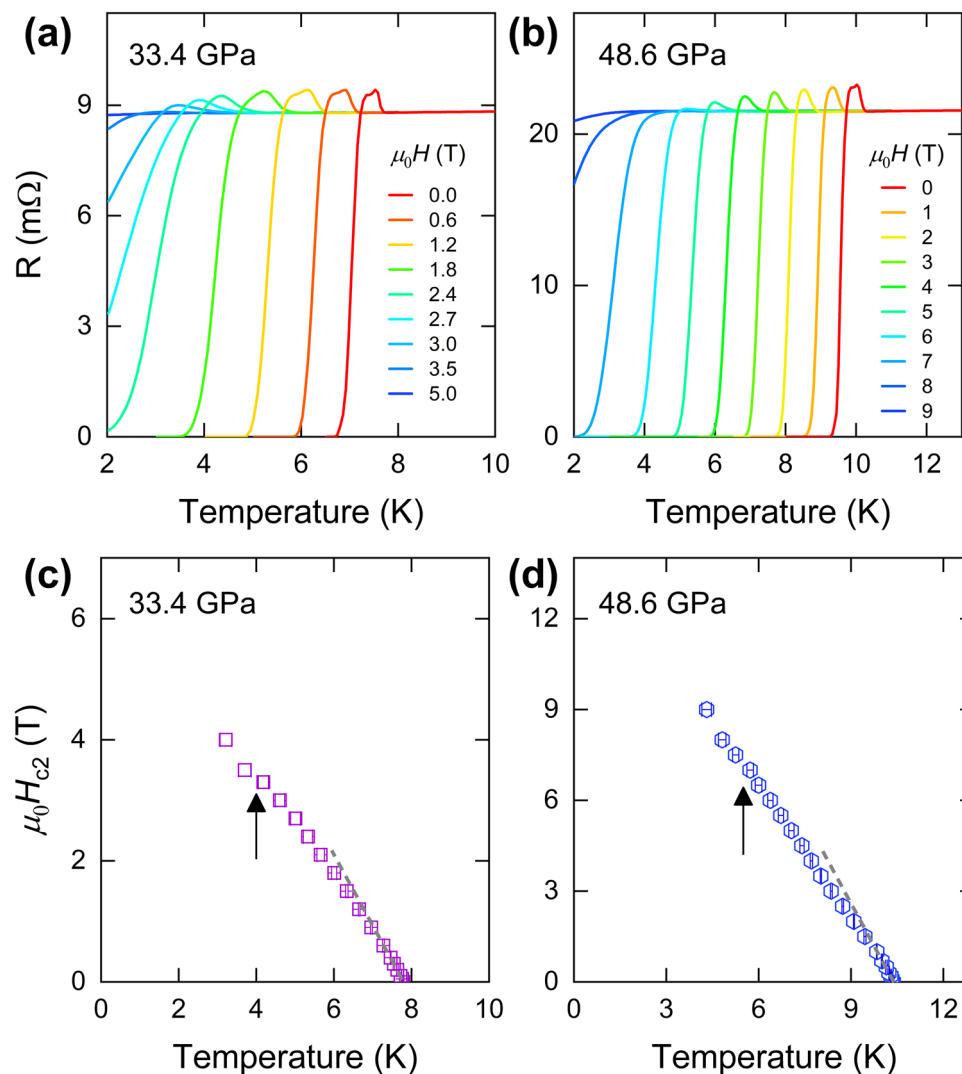 (a)
33.4 GPa
R (mΩ)
9
6
3
0
μ₀H (T)
0.0
0.6
1.2
1.8
2.4
2.7
3.0
3.5
5.0
2 4 6 8 10
Temperature (K)
(b)
48.6 GPa
20
10
0
μ₀H (T)
0
1
2
3
4
5
6
7
8
9
2 4 6 8 10 12
Temperature (K)
(c)
33.4 GPa
μ₀Hc2 (T)
6
4
2
0
0 2 4 6 8 10
Temperature (K)
(d)
48.6 GPa
12
9
6
3
0
0 3 6 9 12
Temperature (K)